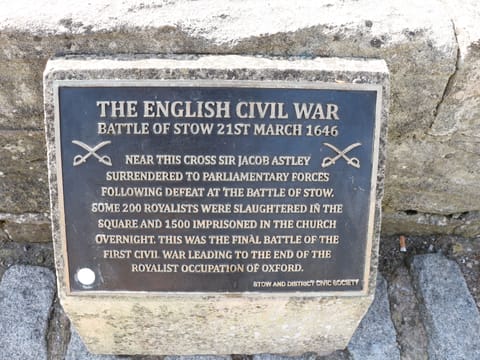 THE ENGLISH CIVIL WAR
BATTLE OF STOW 21ST MARCH 1646
NEAR THIS CROSS SIR JACOB ASTLEY
SURRENDERED TO PARLIAMENTARY FORCES
FOLLOWING DEFEAT AT THE BATTLE OF STOW.
SOME 200 ROYALISTS WERE SLAUGHTERED IN THE
SQUARE AND 1500 IMPRISONED IN THE CHURCH
OVERNIGHT. THIS WAS THE FINAL BATTLE OF THE
FIRST CIVIL WAR LEADING TO THE END OF THE
ROYALIST OCCUPATION OF OXFORD.
STOW AND DISTRICT CIVIC SOCIETY